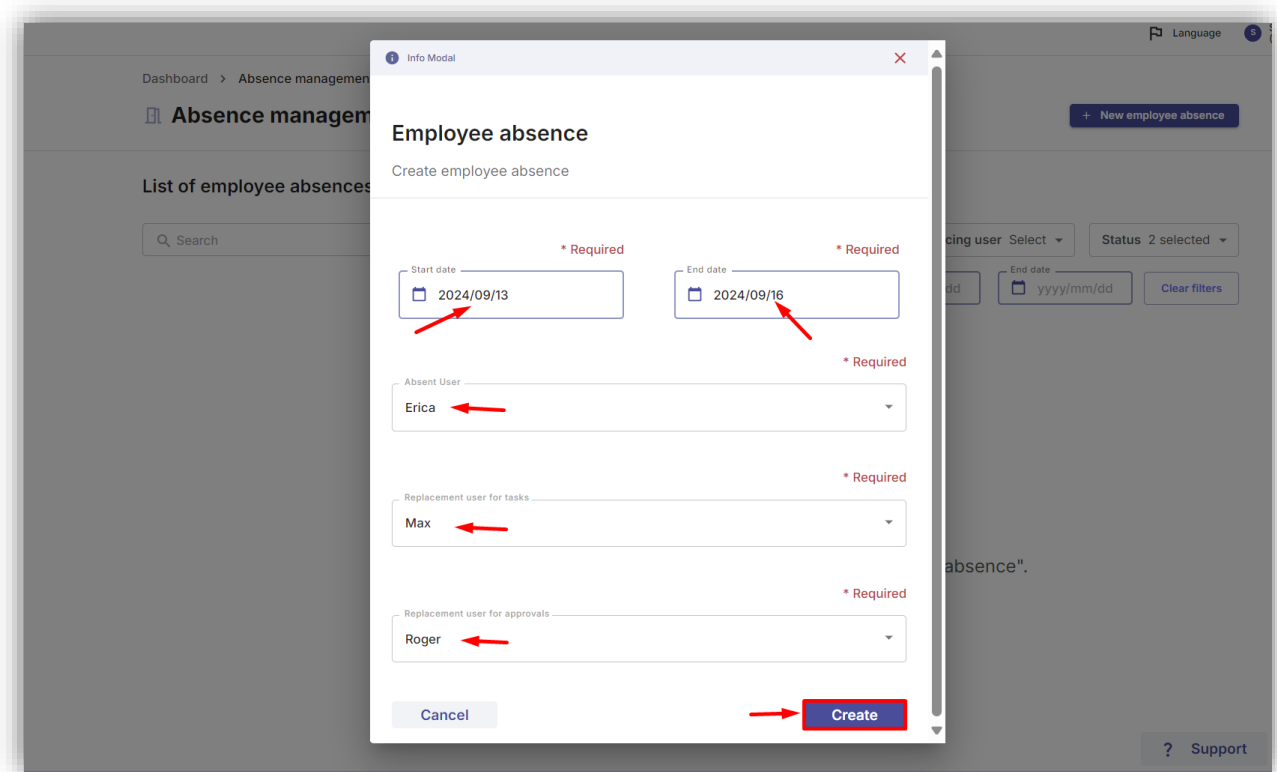 Language
S
Info Modal
Dashboard > Absence managemen
Absence managem
+ New employee absence
Employee absence
Create employee absence
List of employee absences
Search
cing user Select
Status 2 selected
* Required
* Required
Start date
2024/09/13
End date
2024/09/16
dd
End date
yyyy/mm/dd
Clear filters
* Required
Absent User
Erica
* Required
Replacement user for tasks
Max
absence".
* Required
Replacement user for approvals
Roger
Cancel
Create
? Support